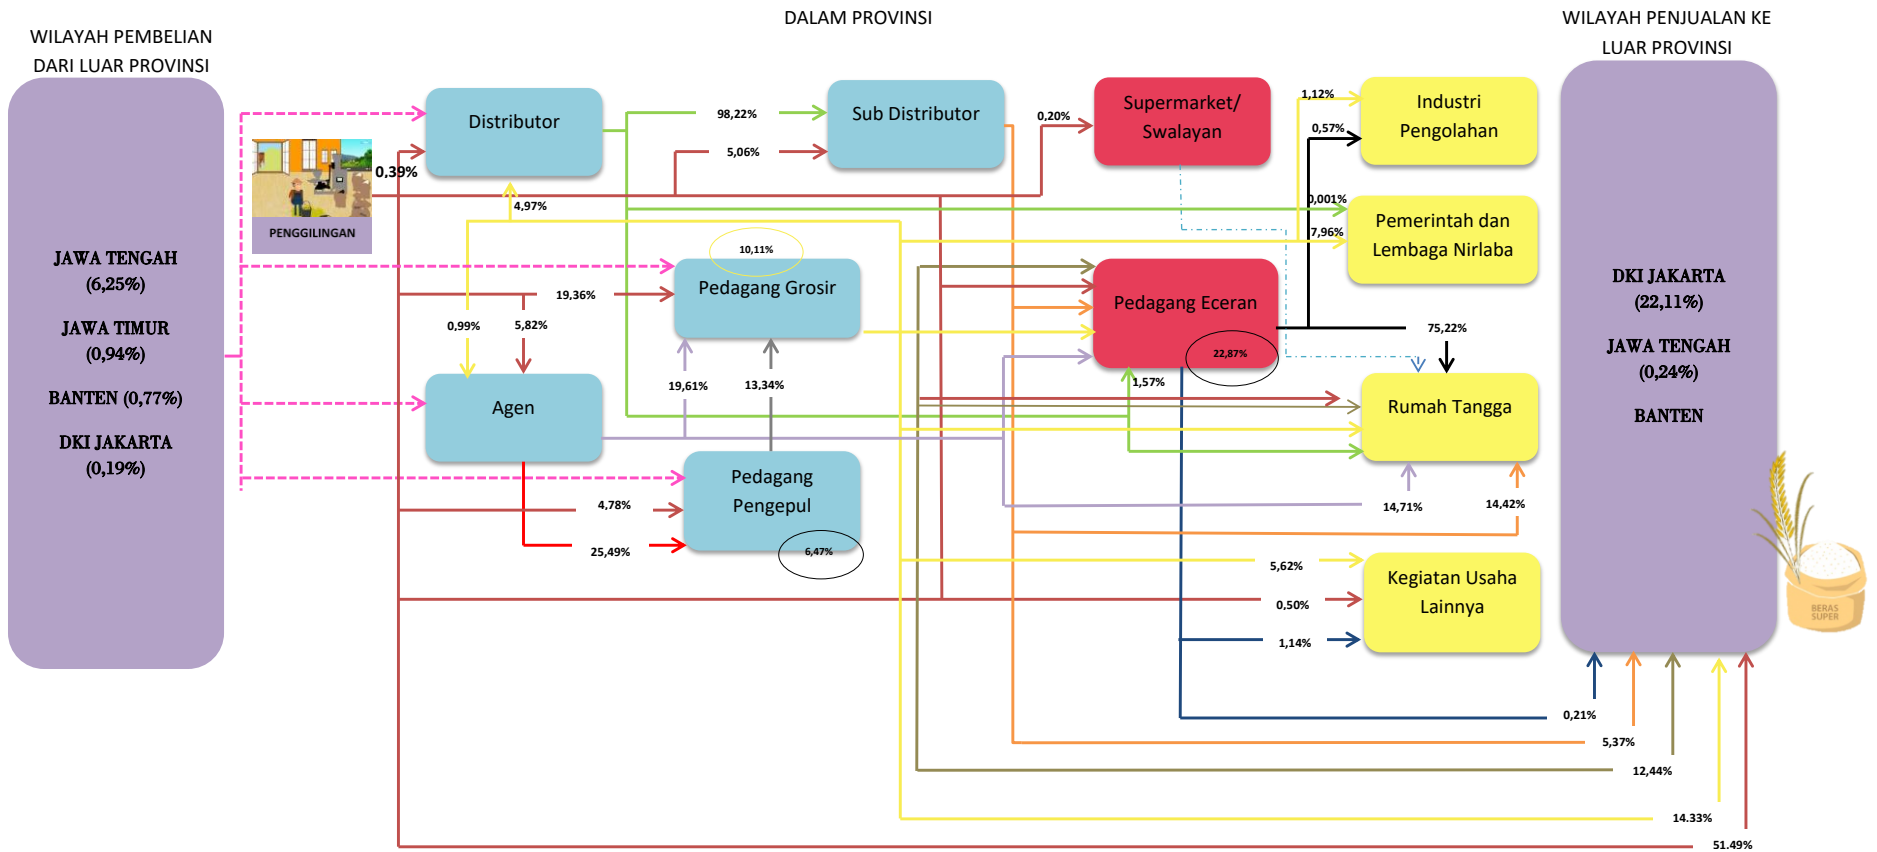 DALAM PROVINSI
WILAYAH PENJUALAN KE
LUAR PROVINSI
WILAYAH PEMBELIAN
DARI LUAR PROVINSI
JAWA TENGAH
(6,25%)
JAWA TIMUR
(0,94%)
BANTEN (0,77%)
DKI JAKARTA
(0,19%)
PENGGILINGAN
0,39%
Distributor
98,22%
5,06%
Sub Distributor
0,20%
Supermarket/
Swalayan
1,12%
0,57%
Industri
Pengolahan
4,97%
0,001%
7,96%
Pemerintah dan
Lembaga Nirlaba
10,11%
Pedagang Grosir
19,36%
0,99%
5,82%
Pedagang Eceran
22,87%
75,22%
19,61%
13,34%
1,57%
Agen
Rumah Tangga
Pedagang
Pengepul
6,47%
4,78%
25,49%
14,71%
14,42%
5,62%
0,50%
1,14%
Kegiatan Usaha
Lainnya
DKI JAKARTA
(22,11%)
JAWA TENGAH
(0,24%)
BANTEN
BERAS
SUPER
0,21%
5,37%
12,44%
14.33%
51,49%